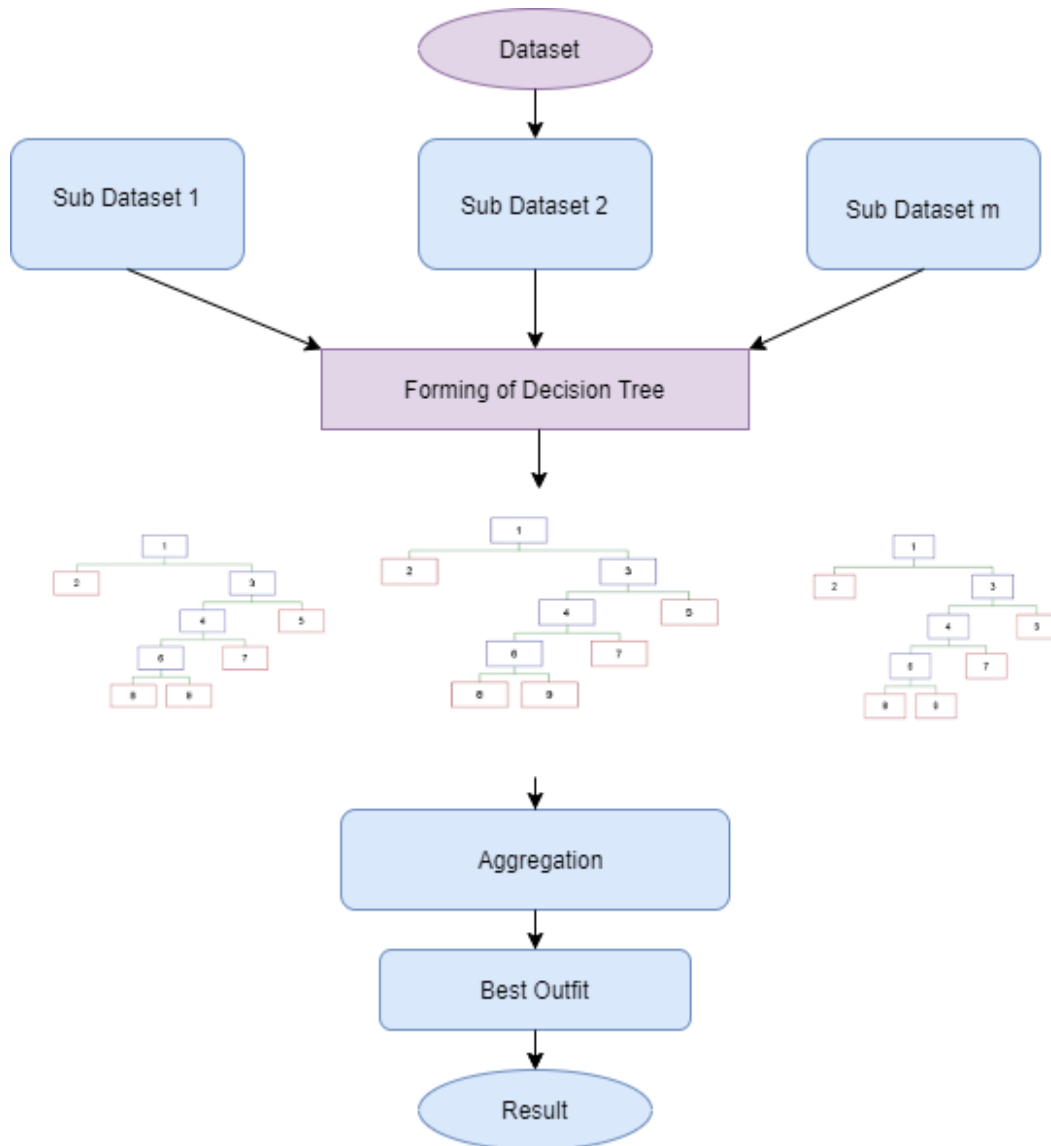 Dataset
Sub Dataset 1
Sub Dataset 2
Sub Dataset m
Forming of Decision Tree
1
2
3
4
5
6
7
8
9
1
2
3
4
5
6
7
8
9
1
2
3
4
7
Aggregation
Best Outfit
Result